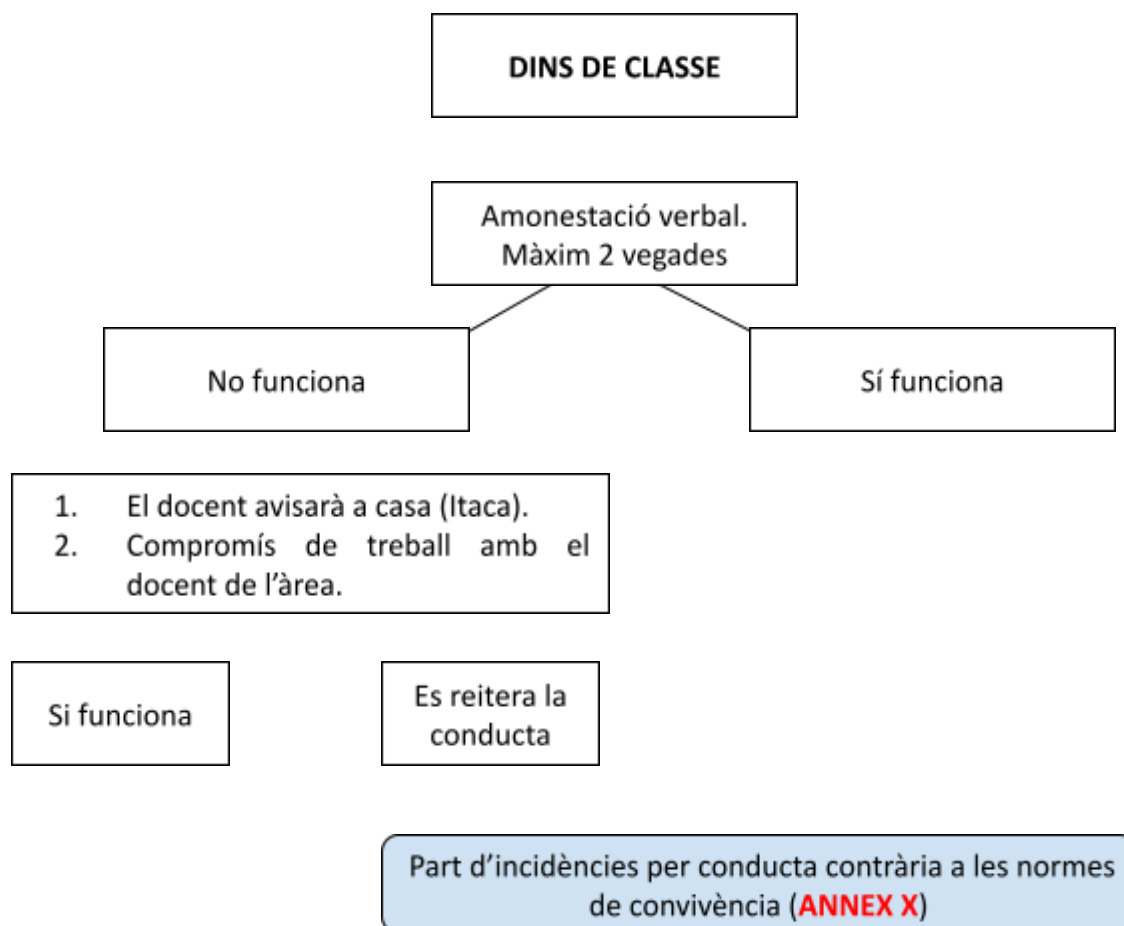 DINS DE CLASSE
Amonestació verbal.
Màxim 2 vegades
No funciona
Sí funciona
1. El docent avisarà a casa (Itaca).
2. Compromís de treball amb el
docent de l’àrea.
Si funciona
Es reitera la
conducta
Part d’incidències per conducta contrària a les normes
de convivència (ANNEX X)